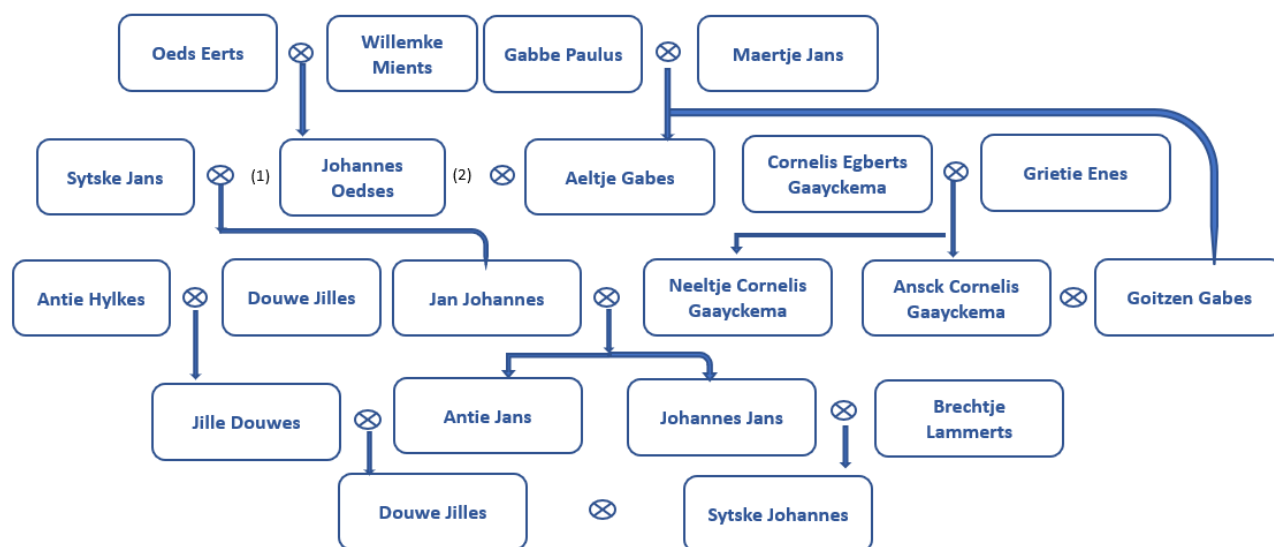 Oeds Eerts
Willemke
Mients
Gabbe Paulus
Maertje Jans
Sytske Jans
(1)
Johannes
Oedses
(2)
Aeltje Gabes
Cornelis Egberts
Gaayckema
Grietie Enes
Antie Hylkes
Douwe Jilles
Jan Johannes
Neeltje Cornelis
Gaayckema
Ansck Cornelis
Gaayckema
Goitzen Gabes
Jille Douwes
Antie Jans
Johannes Jans
Brechtje
Lammerts
Douwe Jilles
Sytske Johannes